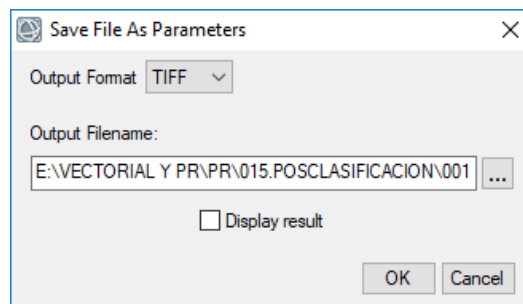 Save File As Parameters
Output Format TIFF
Output Filename:
E:\VECTORIAL Y PR\PR\015.POSCLASIFICACION\001 ...
Display result
OK Cancel